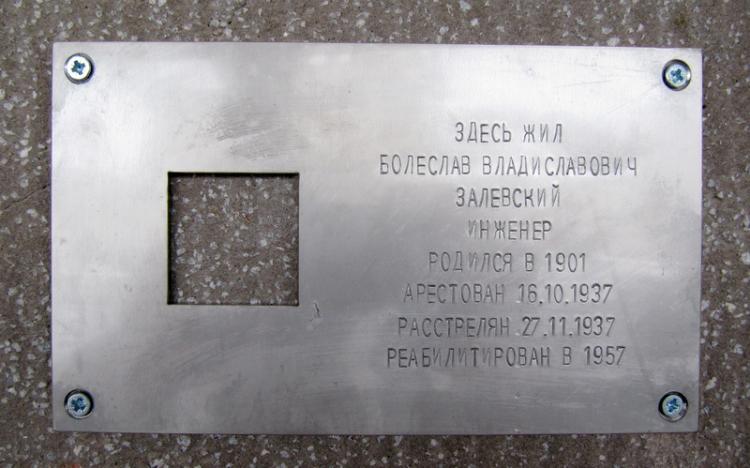 ЗДЕСЬ ЖИЛ
БОЛЕСЛАВ ВЛАДИСЛАВОВИЧ
ЗАЛЕВСКИЙ
ИНЖЕНЕР
РОДИЛСЯ В 1901
АРЕСТОВАН 16.10.1937
РАССТРЕЛЯН 27.11.1937
РЕАБИЛИТИРОВАН В 1957